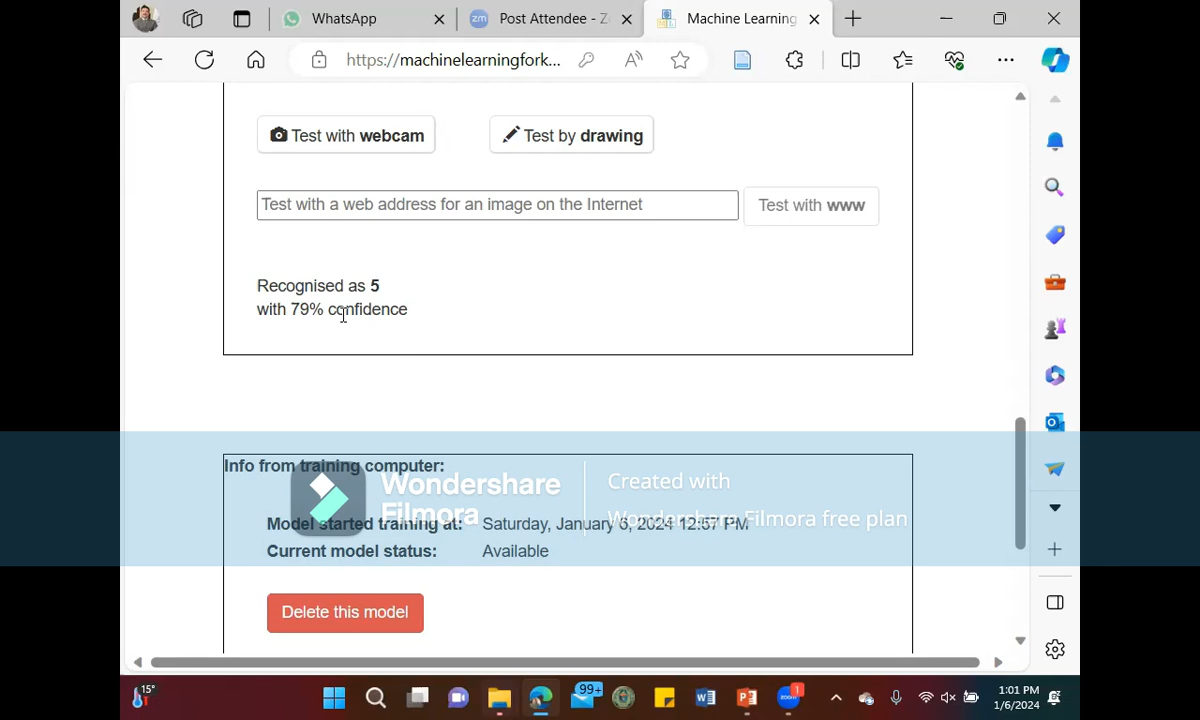 WhatsApp
Post Attendee - Z
Machine Learning
https://machinelearningfork...
Test with webcam
Test by drawing
Test with a web address for an image on the Internet
Test with www
Recognised as 5
with 79% confidence
Info from training computer:
Wondershare
Filmora
Created with
Wondershare Filmora free plan
Model started training at: Saturday, January 6, 2024 12:57 PM
Current model status: Available
Delete this model
15°
99+
1
1:01 PM
1/6/2024